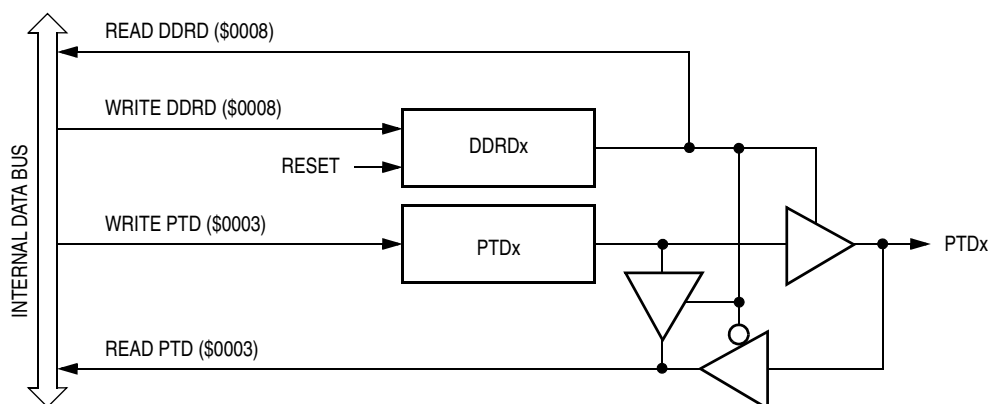 READ DDRD ($0008)
WRITE DDRD ($0008)
DDRDx
RESET
INTERNAL DATA BUS
WRITE PTD ($0003)
PTDx
PTDx
READ PTD ($0003)